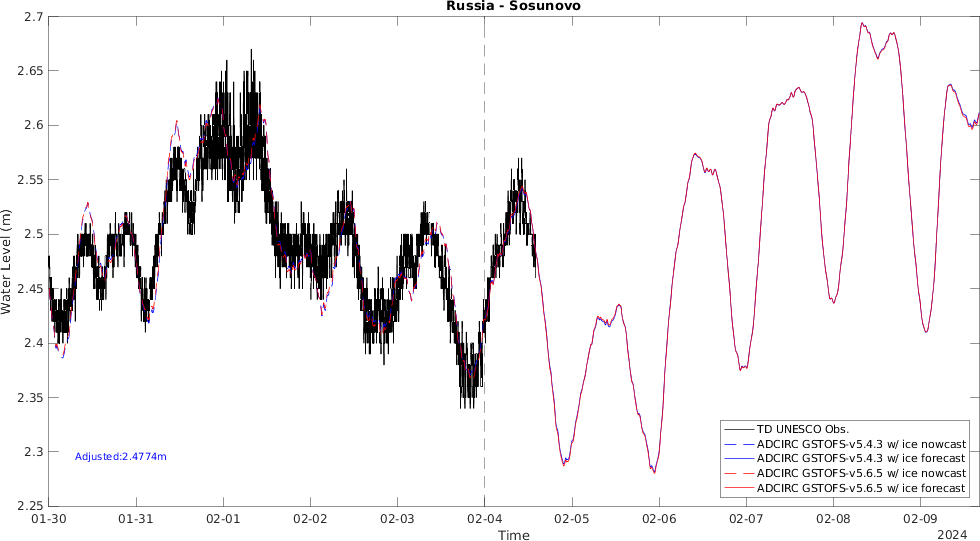 Russia - Sosunovo
2.7
2.65
2.6
2.55
2.5
2.45
2.4
2.35
2.3
2.25
Water Level (m)
Adjusted:2.4774m
TD UNESCO Obs.
ADCIRC GSTOFS-v5.4.3 w/ ice nowcast
ADCIRC GSTOFS-v5.4.3 w/ ice forecast
ADCIRC GSTOFS-v5.6.5 w/ ice nowcast
ADCIRC GSTOFS-v5.6.5 w/ ice forecast
01-30 01-31 02-01 02-02 02-03 02-04 02-05 02-06 02-07 02-08 02-09
Time
2024